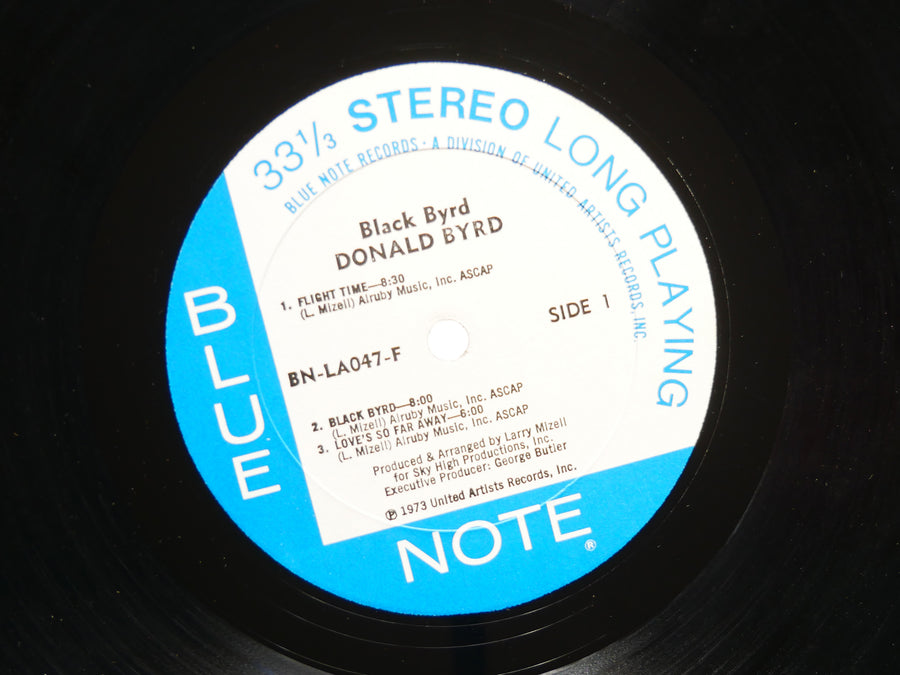 33⅓ STEREO LONG PLAYING
BLUE NOTE RECORDS · A DIVISION OF UNITED ARTISTS RECORDS, INC.
Black Byrd
DONALD BYRD
1. FLIGHT TIME—8:30
(L. Mizell) Airuby Music, Inc. ASCAP
SIDE 1
BN-LA047-F
2. BLACK BYRD—8:00
(L. Mizell) Airuby Music, Inc. ASCAP
3. LOVE'S SO FAR AWAY—6:00
(L. Mizell) Airuby Music, Inc. ASCAP
Produced & Arranged by Larry Mizell
for Sky High Productions, Inc.
Executive Producer: George Butler
℗ 1973 United Artists Records, Inc.
BLUE
NOTE®